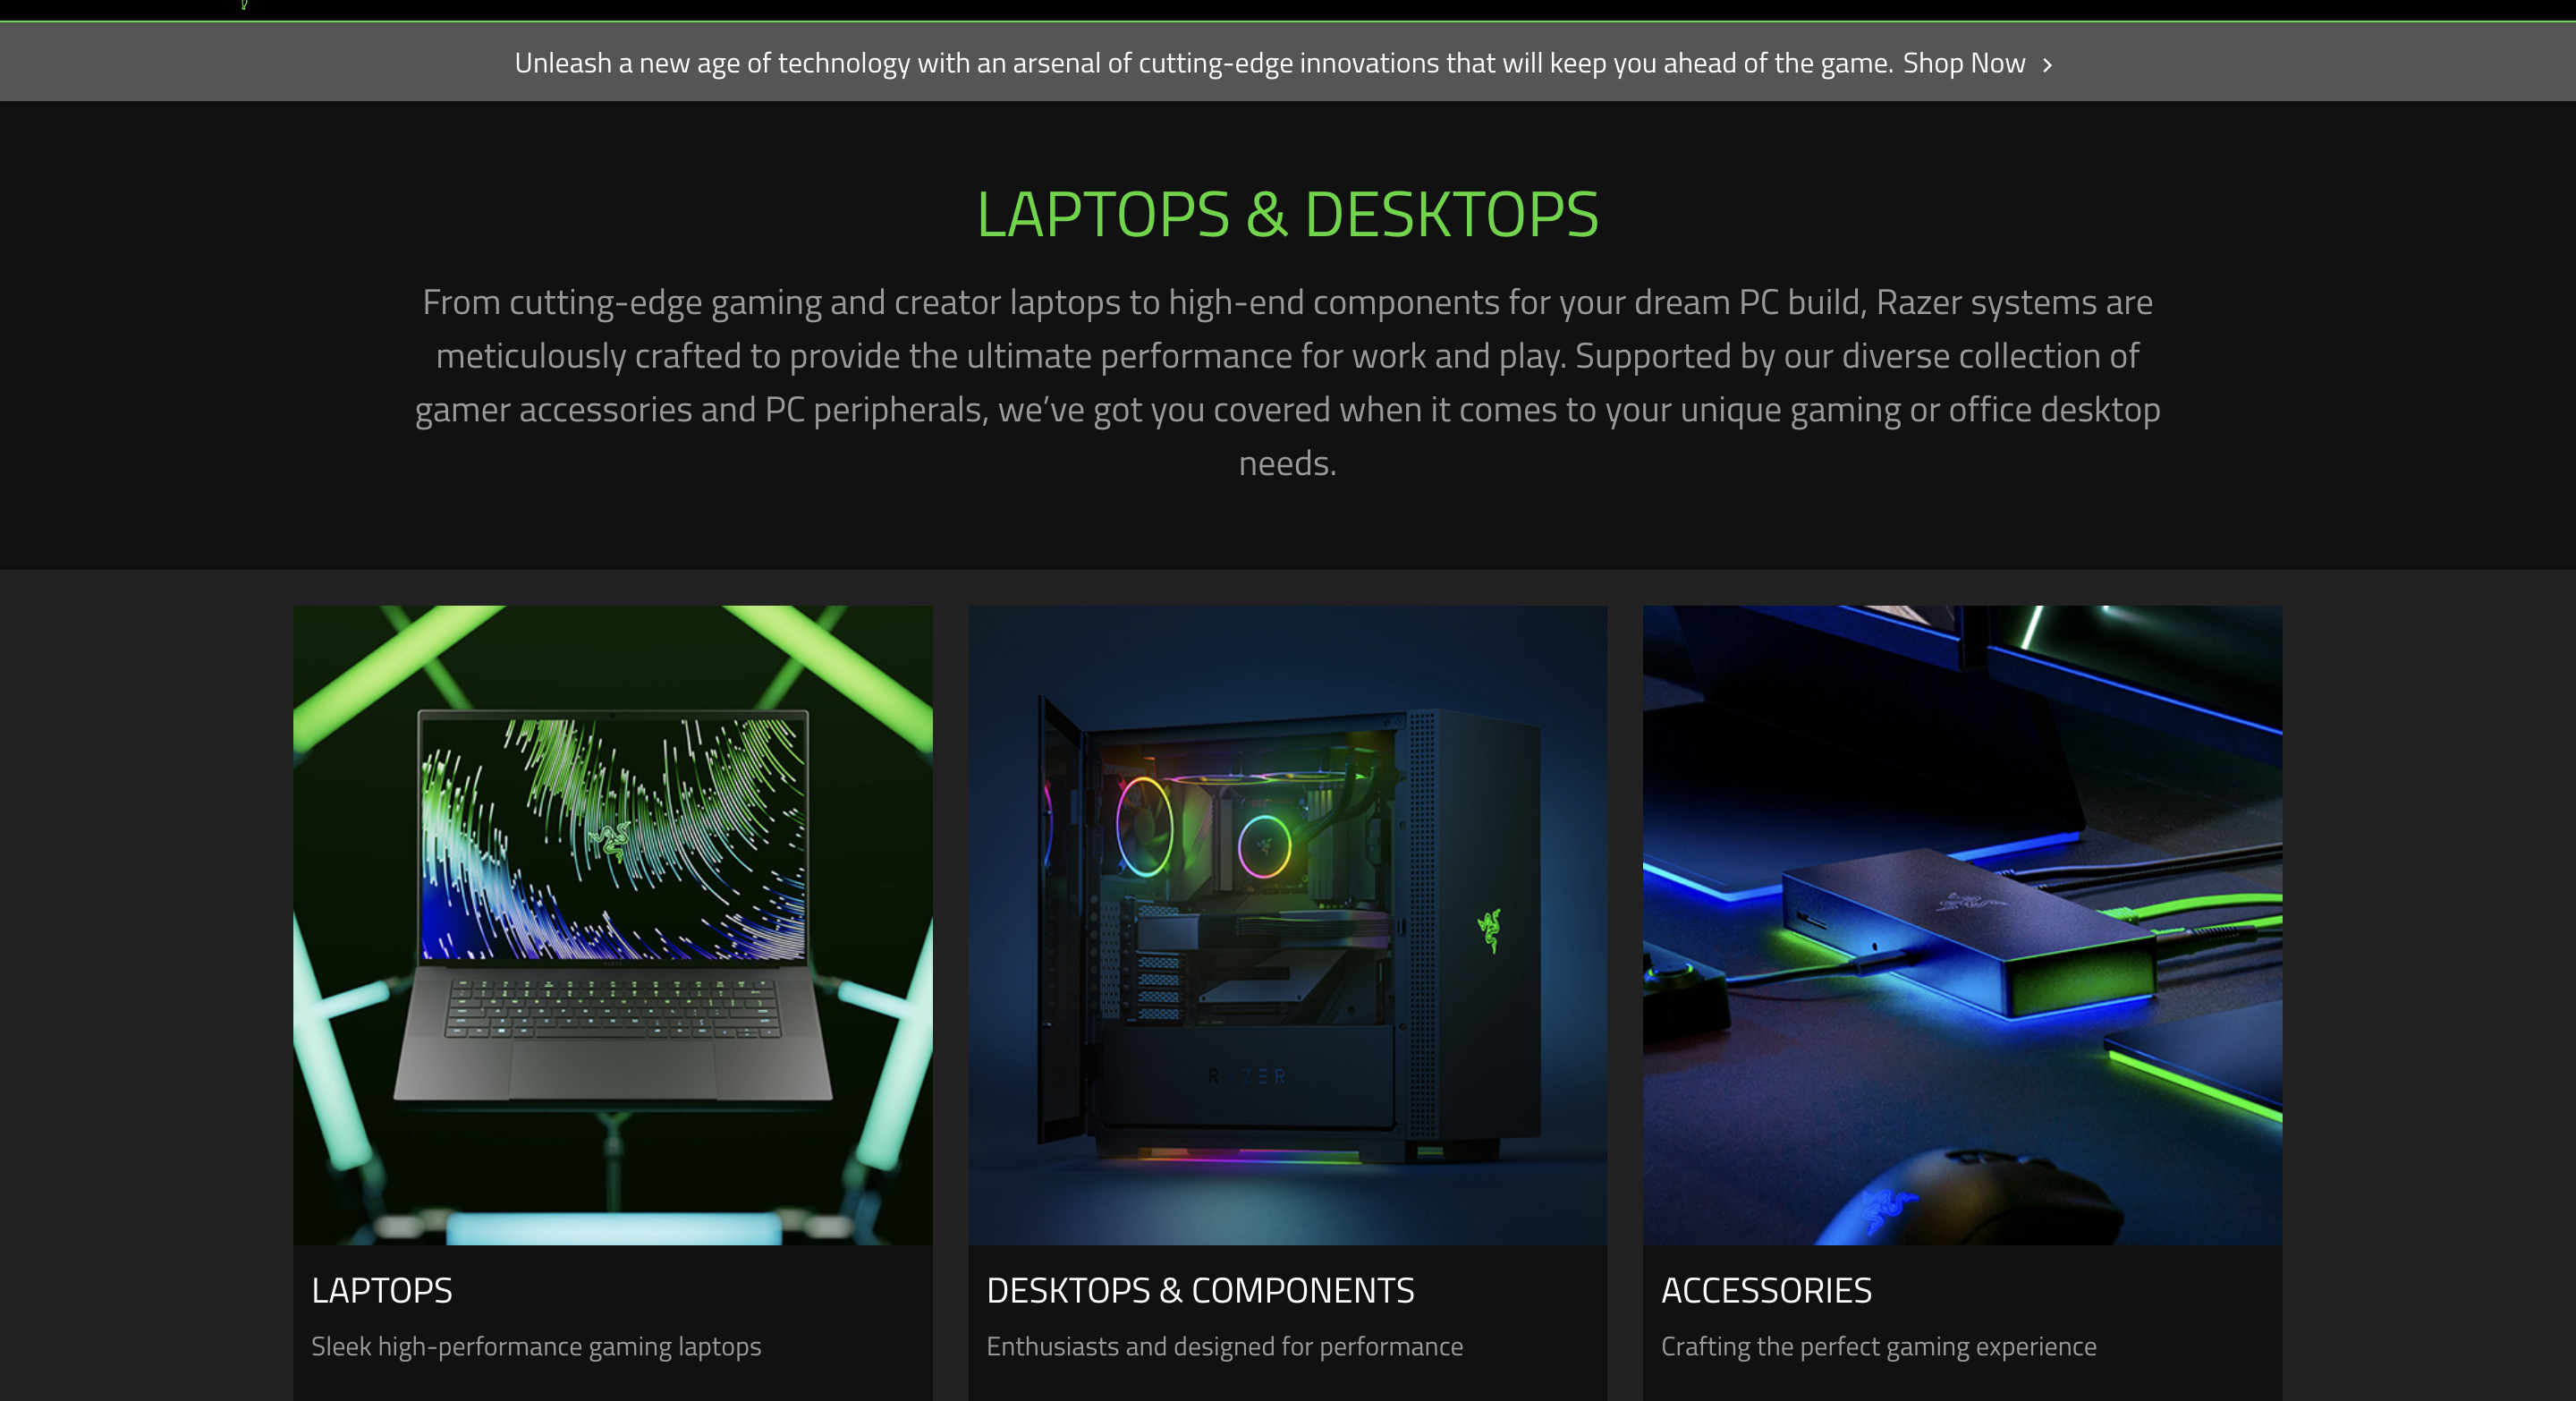 Unleash a new age of technology with an arsenal of cutting-edge innovations that will keep you ahead of the game. Shop Now >
LAPTOPS & DESKTOPS
From cutting-edge gaming and creator laptops to high-end components for your dream PC build, Razer systems are
meticulously crafted to provide the ultimate performance for work and play. Supported by our diverse collection of
gamer accessories and PC peripherals, we’ve got you covered when it comes to your unique gaming or office desktop
needs.
RAZER
LAPTOPS
Sleek high-performance gaming laptops
DESKTOPS & COMPONENTS
Enthusiasts and designed for performance
ACCESSORIES
Crafting the perfect gaming experience